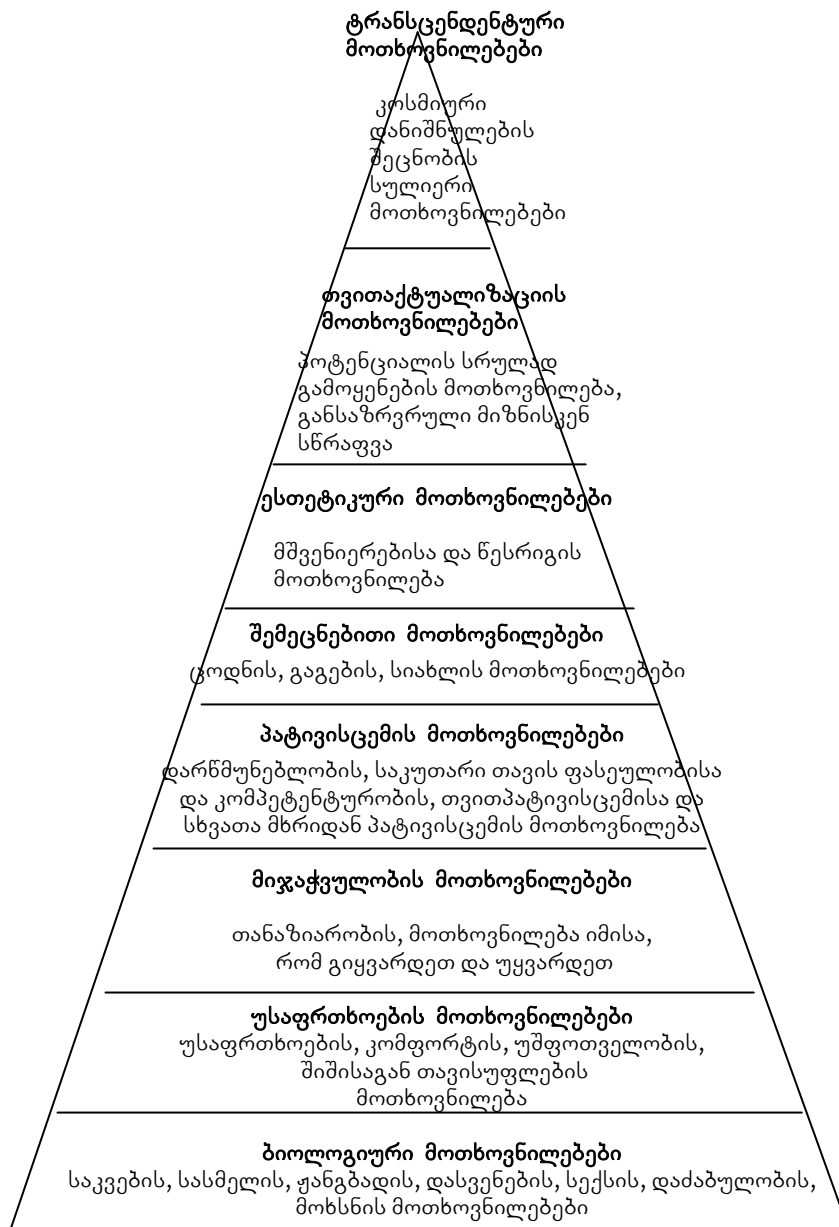 ტრანსცენდენტური
მოთხოვნილებები
კოსმიური
დანიშნულების
შეცნობის
სულიერი
მოთხოვნილებები
თვითაქტუალიზაციის
მოთხოვნილებები
პოტენციალის სრულად
გამოყენების მოთხოვნილება,
განსაზრვრული მიზნისკენ
სწრაფვა
ესთეტიკური მოთხოვნილებები
მშვენიერებისა და წესრიგის
მოთხოვნილება
შემეცნებითი მოთხოვნილებები
ცოდნის, გაგების, სიახლის მოთხოვნილებები
პატივისცემის მოთხოვნილებები
დარწმუნებლობის, საკუთარი თავის ფასეულობისა
და კომპეტენტურობის, თვითპატივისცემისა და
სხვათა მხრიდან პატივისცემის მოთხოვნილება
მიჯაჭვულობის მოთხოვნილებები
თანაზიარობის, მოთხოვნილება იმისა,
რომ გიყვარდეთ და უყვარდეთ
უსაფრთხოების მოთხოვნილებები
უსაფრთხოების, კომფორტის, უშფოთველობის,
შიშისაგან თავისუფლების
მოთხოვნილება
ბიოლოგიური მოთხოვნილებები
საკვების, სასმელის, ჟანგბადის, დასვენების, სექსის, დაძაბულობის,
მოხსნის მოთხოვნილებები